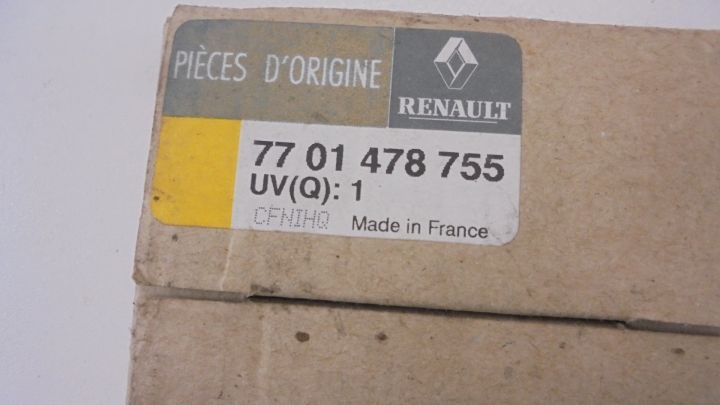 PIÈCES D'ORIGINE
RENAULT
77 01 478 755
UV(Q): 1
CFNIHQ Made in France